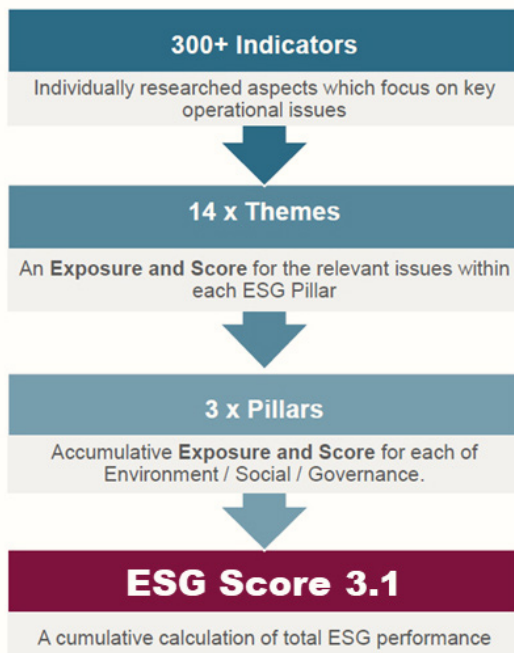 300+ Indicators
Individually researched aspects which focus on key
operational issues
14 x Themes
An Exposure and Score for the relevant issues within
each ESG Pillar
3 x Pillars
Accumulative Exposure and Score for each of
Environment / Social / Governance.
ESG Score 3.1
A cumulative calculation of total ESG performance